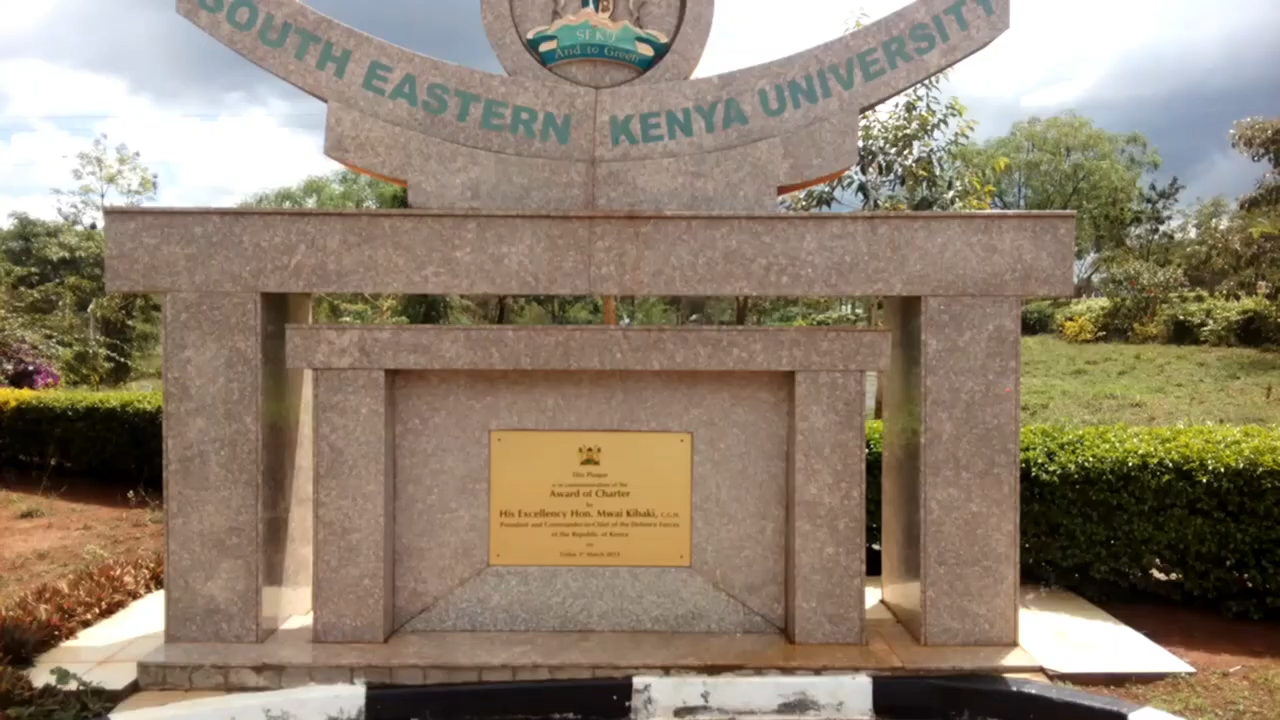 SEKU
Arid to Green
SOUTH EASTERN KENYA UNIVERSITY
This Plaque
is in commemoration of the
Award of Charter
by
His Excellency Hon. Mwai Kibaki, C.G.H.
President and Commander-in-Chief of the Defence Forces
of the Republic of Kenya
on
Friday 1st March 2013